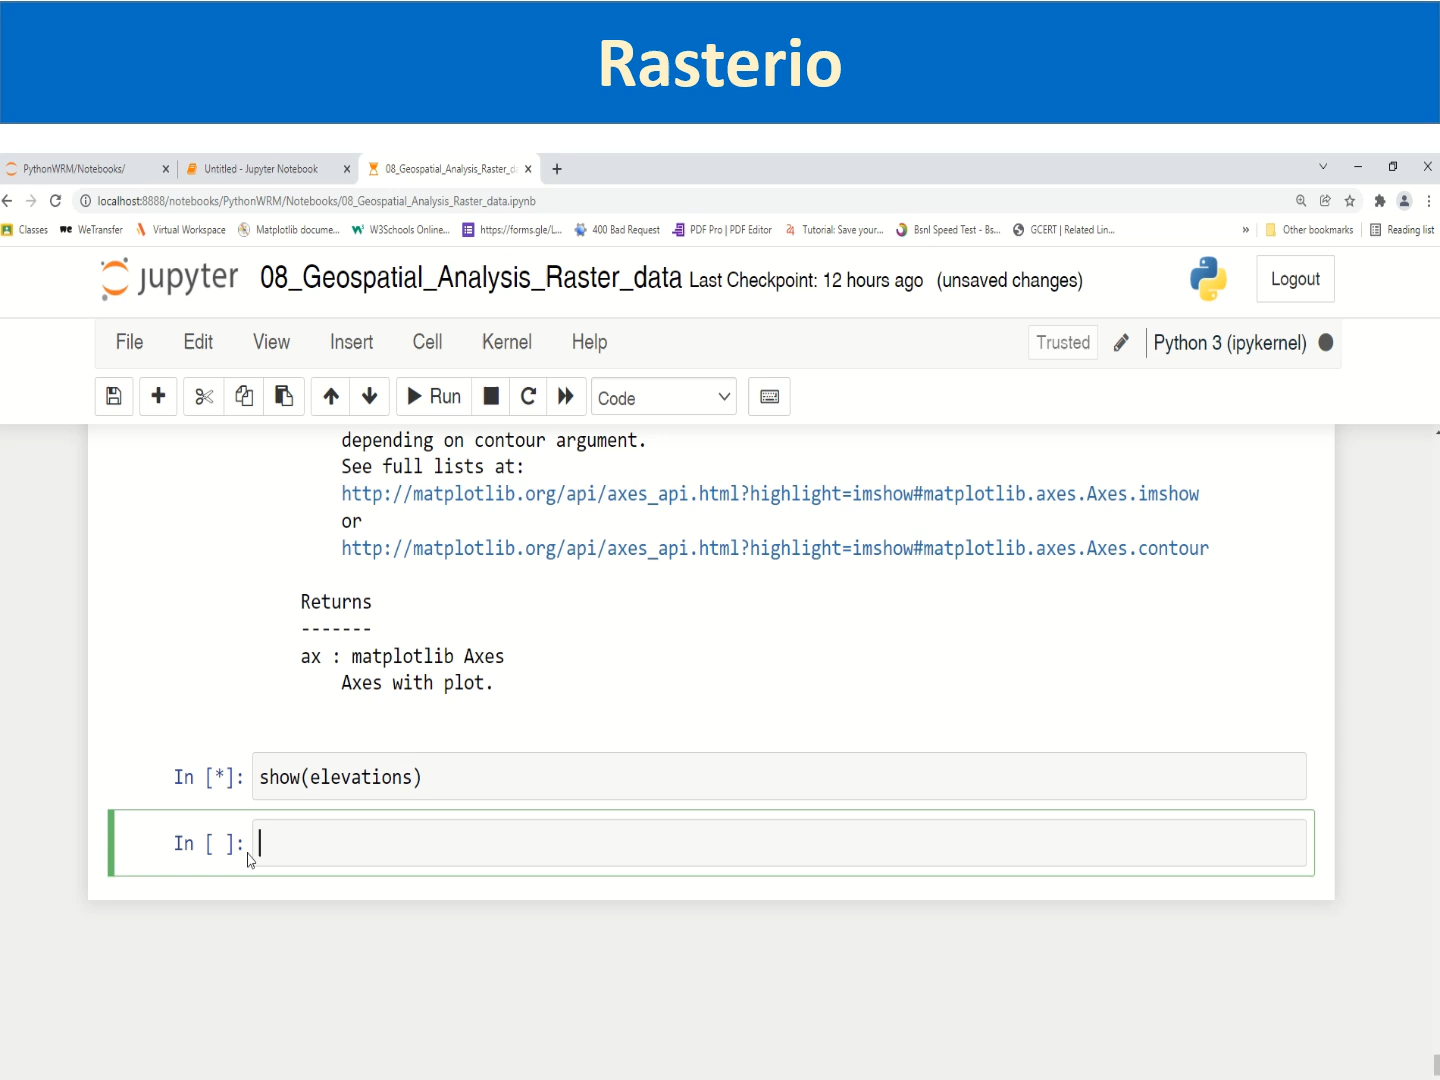 Rasterio
PythonWRM/Notebooks/
Untitled - Jupyter Notebook
08_Geospatial_Analysis_Raster_d
localhost:8888/notebooks/PythonWRM/Notebooks/08_Geospatial_Analysis_Raster_data.ipynb
Classes WeTransfer Virtual Workspace Matplotlib docume... W3Schools Online... https://forms.gle/L... 400 Bad Request PDF Pro | PDF Editor Tutorial: Save your... Bsnl Speed Test - Bs... GCERT | Related Lin... » Other bookmarks Reading list
jupyter 08_Geospatial_Analysis_Raster_data Last Checkpoint: 12 hours ago (unsaved changes) Logout
File Edit View Insert Cell Kernel Help Trusted Python 3 (ipykernel)
Run Code
depending on contour argument.
See full lists at:
http://matplotlib.org/api/axes_api.html?highlight=imshow#matplotlib.axes.Axes.imshow
or
http://matplotlib.org/api/axes_api.html?highlight=imshow#matplotlib.axes.Axes.contour
Returns
-------
ax : matplotlib Axes
Axes with plot.
In [*]: show(elevations)
In [ ]: